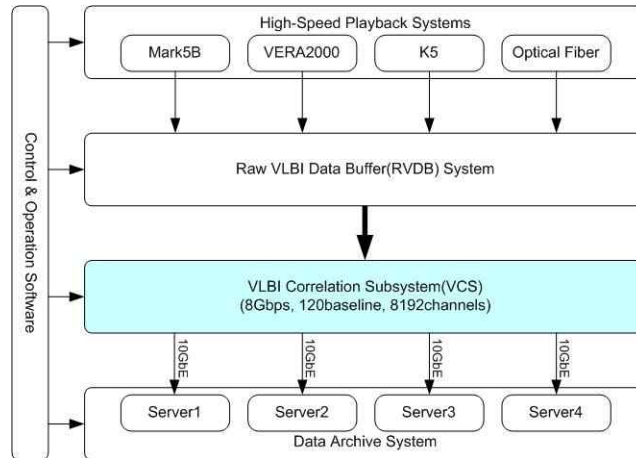 High-Speed Playback Systems
Mark5B
VERA2000
K5
Optical Fiber
Control & Operation Software
Raw VLBI Data Buffer(RVDB) System
VLBI Correlation Subsystem(VCS)
(8Gbps, 120baseline, 8192channels)
10GbE
10GbE
10GbE
10GbE
Server1
Server2
Server3
Server4
Data Archive System